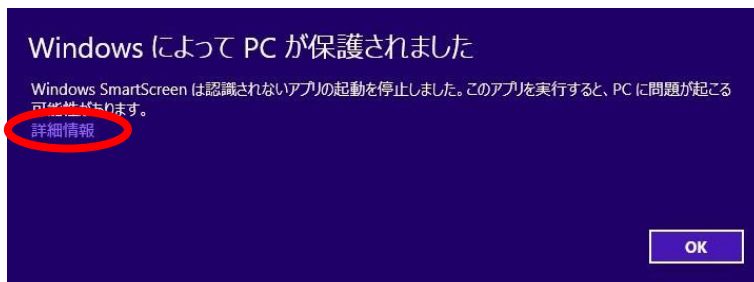 Windows によって PC が保護されました
Windows SmartScreen は認識されないアプリの起動を停止しました。このアプリを実行すると、PC に問題が起こる
可能性があります。
詳細情報
OK